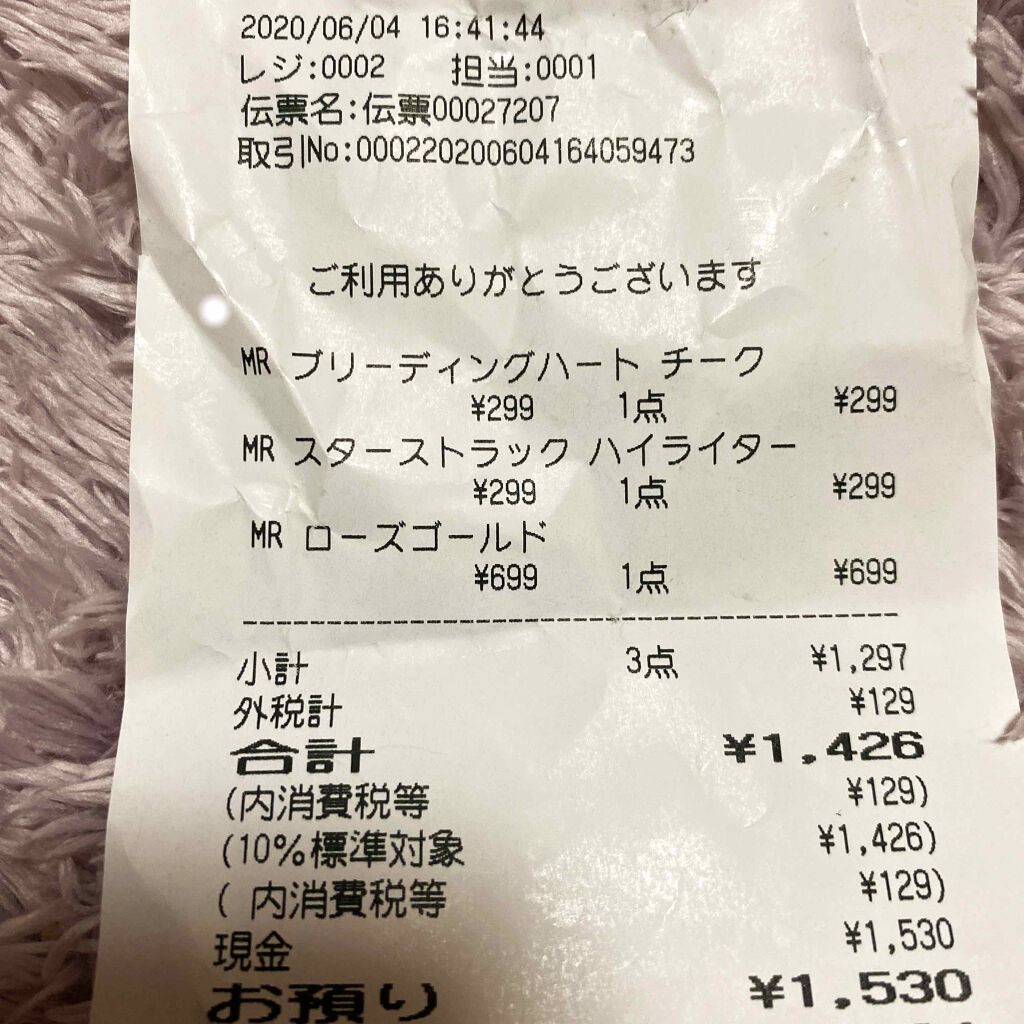 2020/06/04 16:41:44
レジ:0002 担当:0001
伝票名:伝票00027207
取引No:000220200604164059473
ご利用ありがとうございます
MR ブリーディングハート チーク
¥299 1点 ¥299
MR スターストラック ハイライター
¥299 1点 ¥299
MR ローズゴールド
¥699 1点 ¥699
小計 3点 ¥1,297
外税計 ¥129
合計 ¥1,426
(内消費税等 ¥129)
(10%標準対象 ¥1,426)
( 内消費税等 ¥129)
現金 ¥1,530
お預り ¥1,530